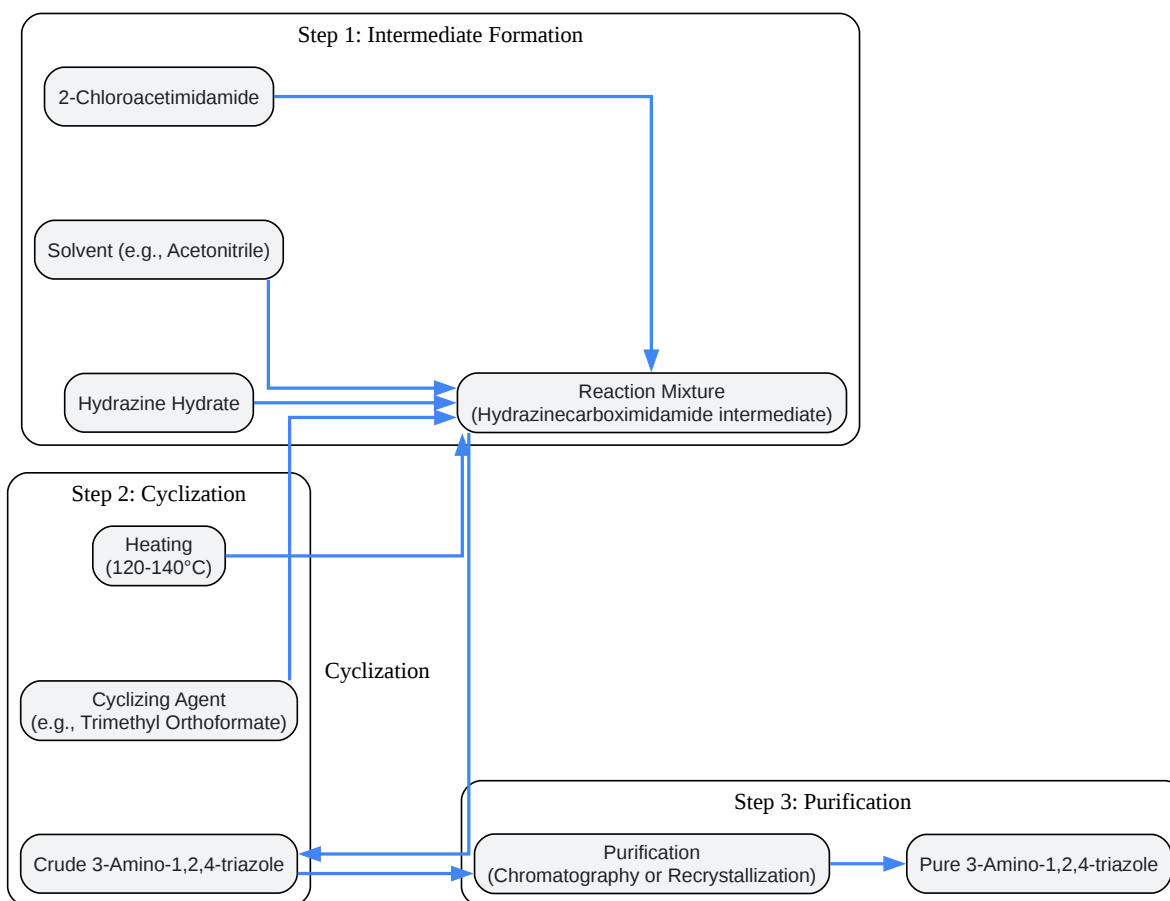 Step 1: Intermediate Formation
2-Chloroacetimidamide
Solvent (e.g., Acetonitrile)
Hydrazine Hydrate
Reaction Mixture
(Hydrazinecarboximidamide intermediate)
Step 2: Cyclization
Heating
(120-140°C)
Cyclization
Cyclizing Agent
(e.g., Trimethyl Orthoformate)
Crude 3-Amino-1,2,4-triazole
Step 3: Purification
Purification
(Chromatography or Recrystallization)
Pure 3-Amino-1,2,4-triazole